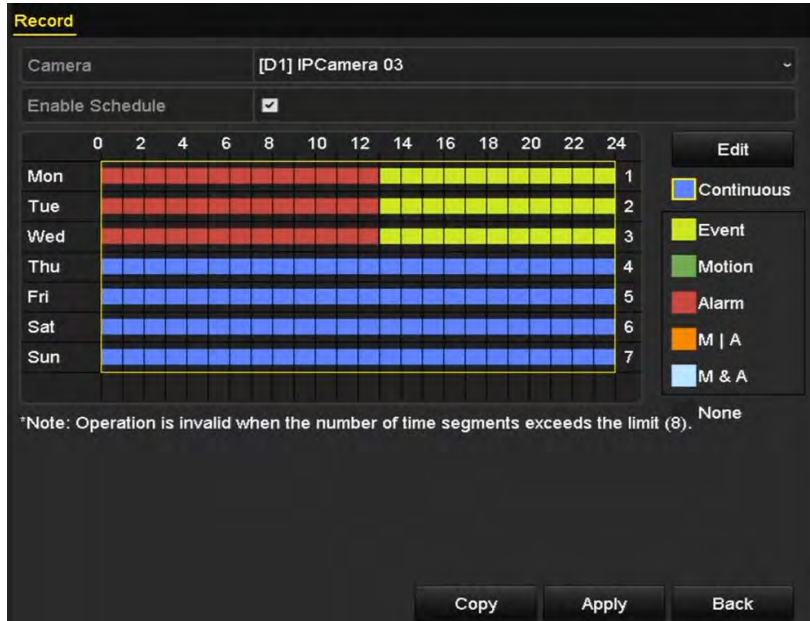 Record
Camera [D1] IPCamera 03
Enable Schedule
0 2 4 6 8 10 12 14 16 18 20 22 24
Edit
Mon 1
Continuous
Tue 2
Event
Wed 3
Thu 4
Motion
Fri 5
Alarm
Sat 6
M | A
Sun 7
M & A
None
*Note: Operation is invalid when the number of time segments exceeds the limit (8).
Copy Apply Back